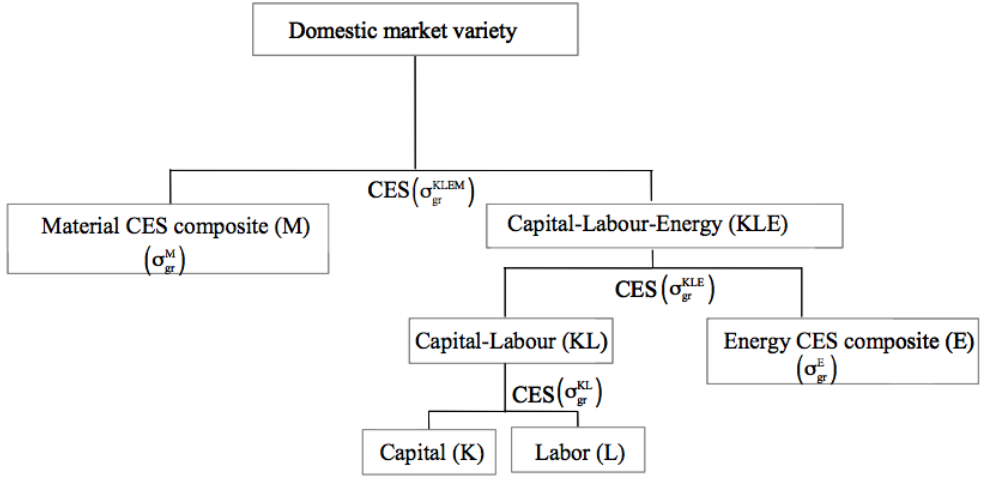 Domestic market variety
CES(σ_gr^KLEM)
Material CES composite (M)
(σ_gr^M)
Capital-Labour-Energy (KLE)
CES(σ_gr^KLE)
Capital-Labour (KL)
Energy CES composite (E)
(σ_gr^E)
CES(σ_gr^KL)
Capital (K)
Labor (L)